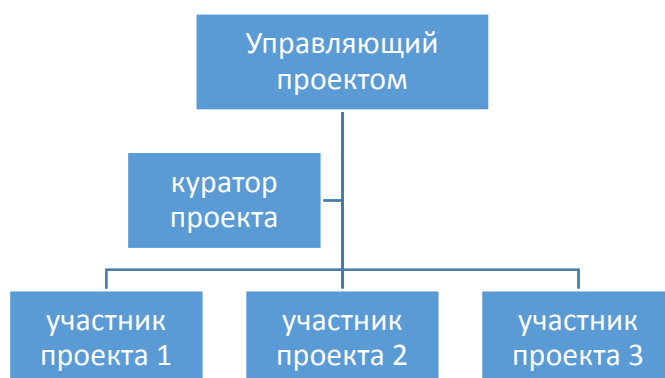 Управляющий
проектом
куратор
проекта
участник
проекта 1
участник
проекта 2
участник
проекта 3